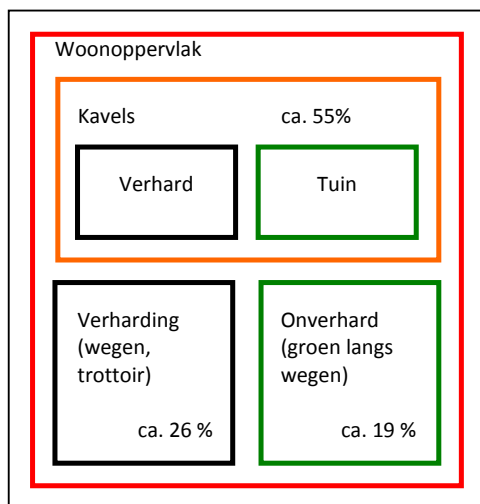 Woonoppervlak
Kavels ca. 55%
Verhard Tuin
Verharding
(wegen,
trottoir)
ca. 26 %
Onverhard
(groen langs
wegen)
ca. 19 %